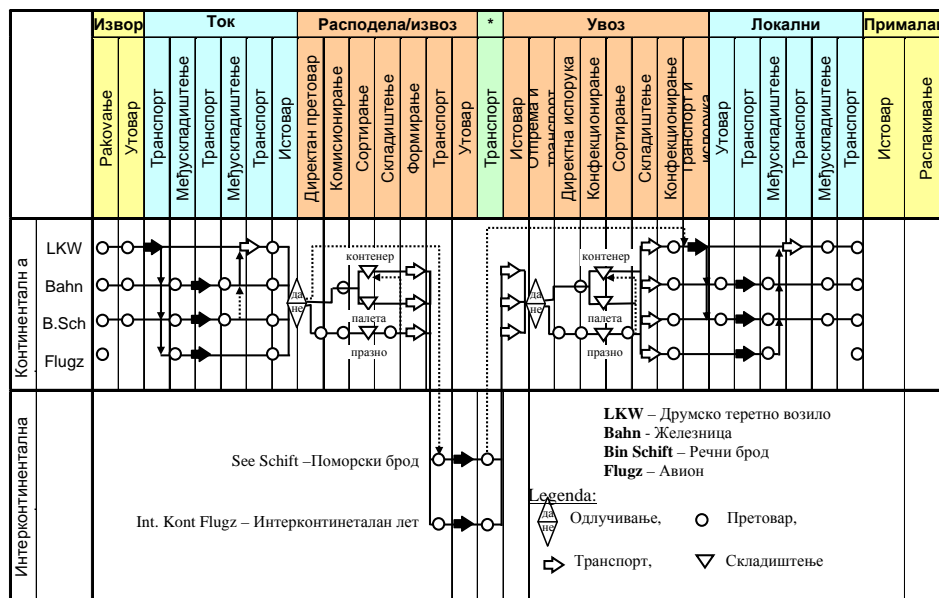 Извор Ток Расподела/извоз * Увоз Локални Прималац
Pakovaње
Утовар
Транспорт
Међускладиштење
Транспорт
Међускладиштење
Транспорт
Истовар
Директан претовар
Комисионирање
Сортирање
Складиштење
Формирање
Транспорт
Утовар
Транспорт
Истовар
Отпрема и
транспорт
Директна испорука
Конфекционирање
Сортирање
Складиштење
Конфекционирање
Транспорт и
испорука
Утовар
Транспорт
Међускладиштење
Транспорт
Међускладиштење
Транспорт
Истовар
Распакивање
Континенталн а
LKW
Bahn
B.Sch
Flugz
да
не
контенер
палета
празно
да
не
контенер
палета
празно
Интерконтинентална
See Schift –Поморски брод
Int. Kont Flugz – Интерконтинеталан лет
LKW – Друмско теретно возило
Bahn - Железница
Bin Schift – Речни брод
Flugz – Авион
Legenda:
да
не
Одлучивање,
Претовар,
Транспорт,
Складиштење